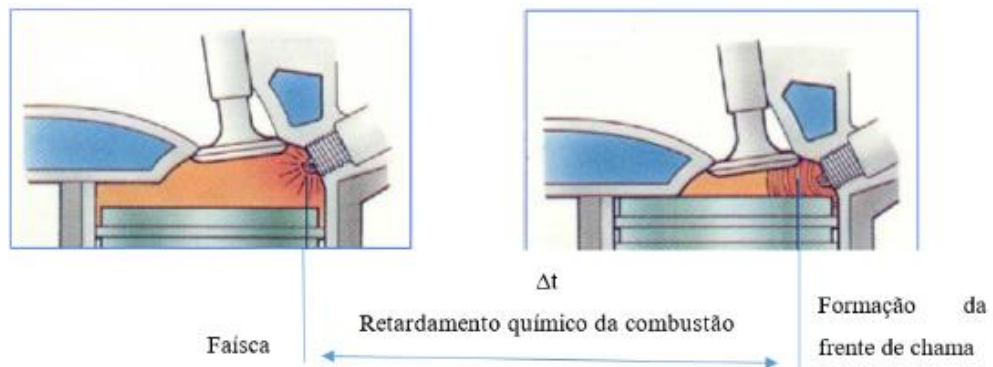 Δt
Retardamento químico da combustão
Faísca
Formação da
frente de chama